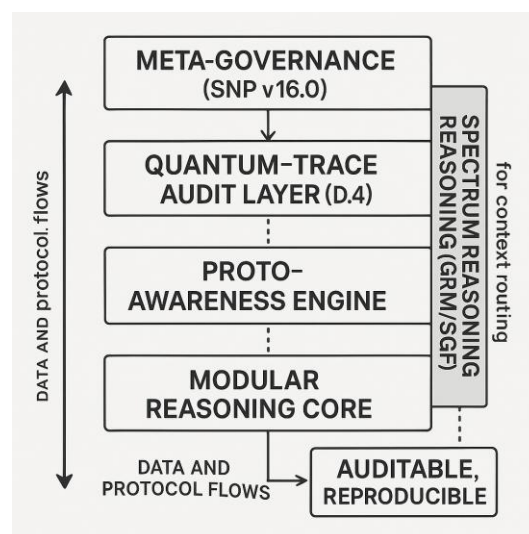 META-GOVERNANCE
(SNP v16.0)
QUANTUM-TRACE
AUDIT LAYER (D.4)
PROTO-
AWARENESS ENGINE
MODULAR
REASONING CORE
SPECTRUM REASONING
REASONING (GRM/SGF)
for context routing
DATA AND protocol.flows
DATA AND
PROTOCOL FLOWS
AUDITABLE,
REPRODUCIBLE